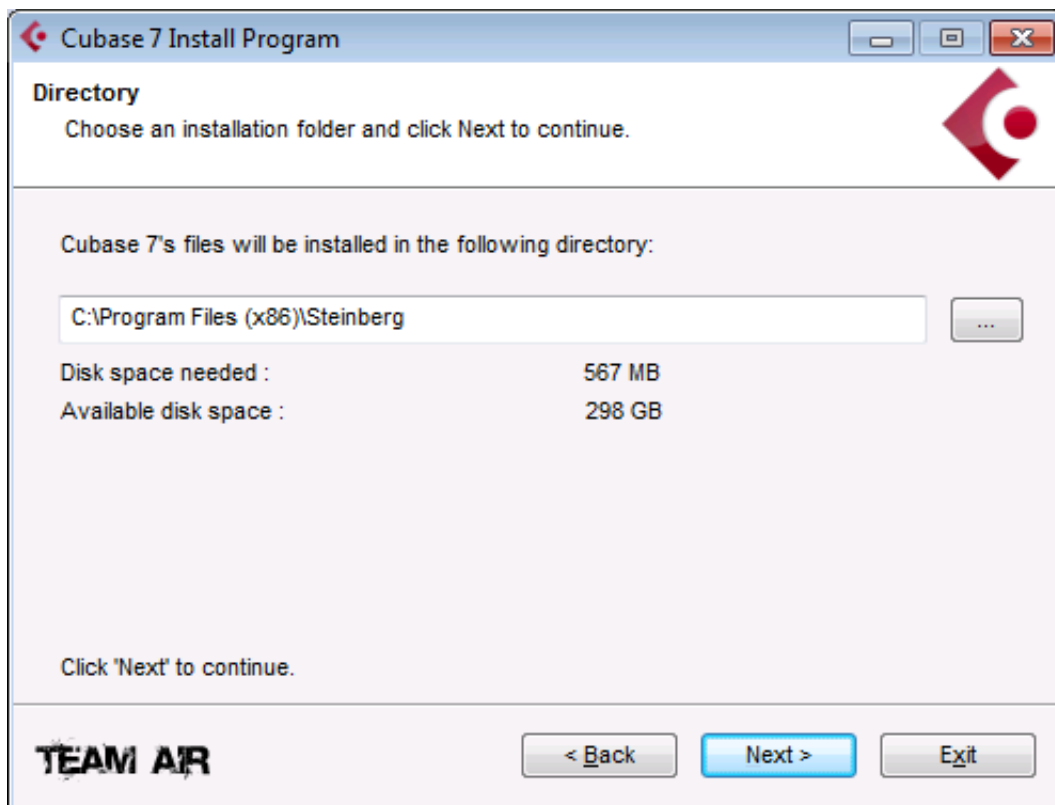 Cubase 7 Install Program
Directory
Choose an installation folder and click Next to continue.
Cubase 7's files will be installed in the following directory:
C:\Program Files (x86)\Steinberg
...
Disk space needed : 567 MB
Available disk space : 298 GB
Click 'Next' to continue.
TEAM AIR
< Back Next > Exit